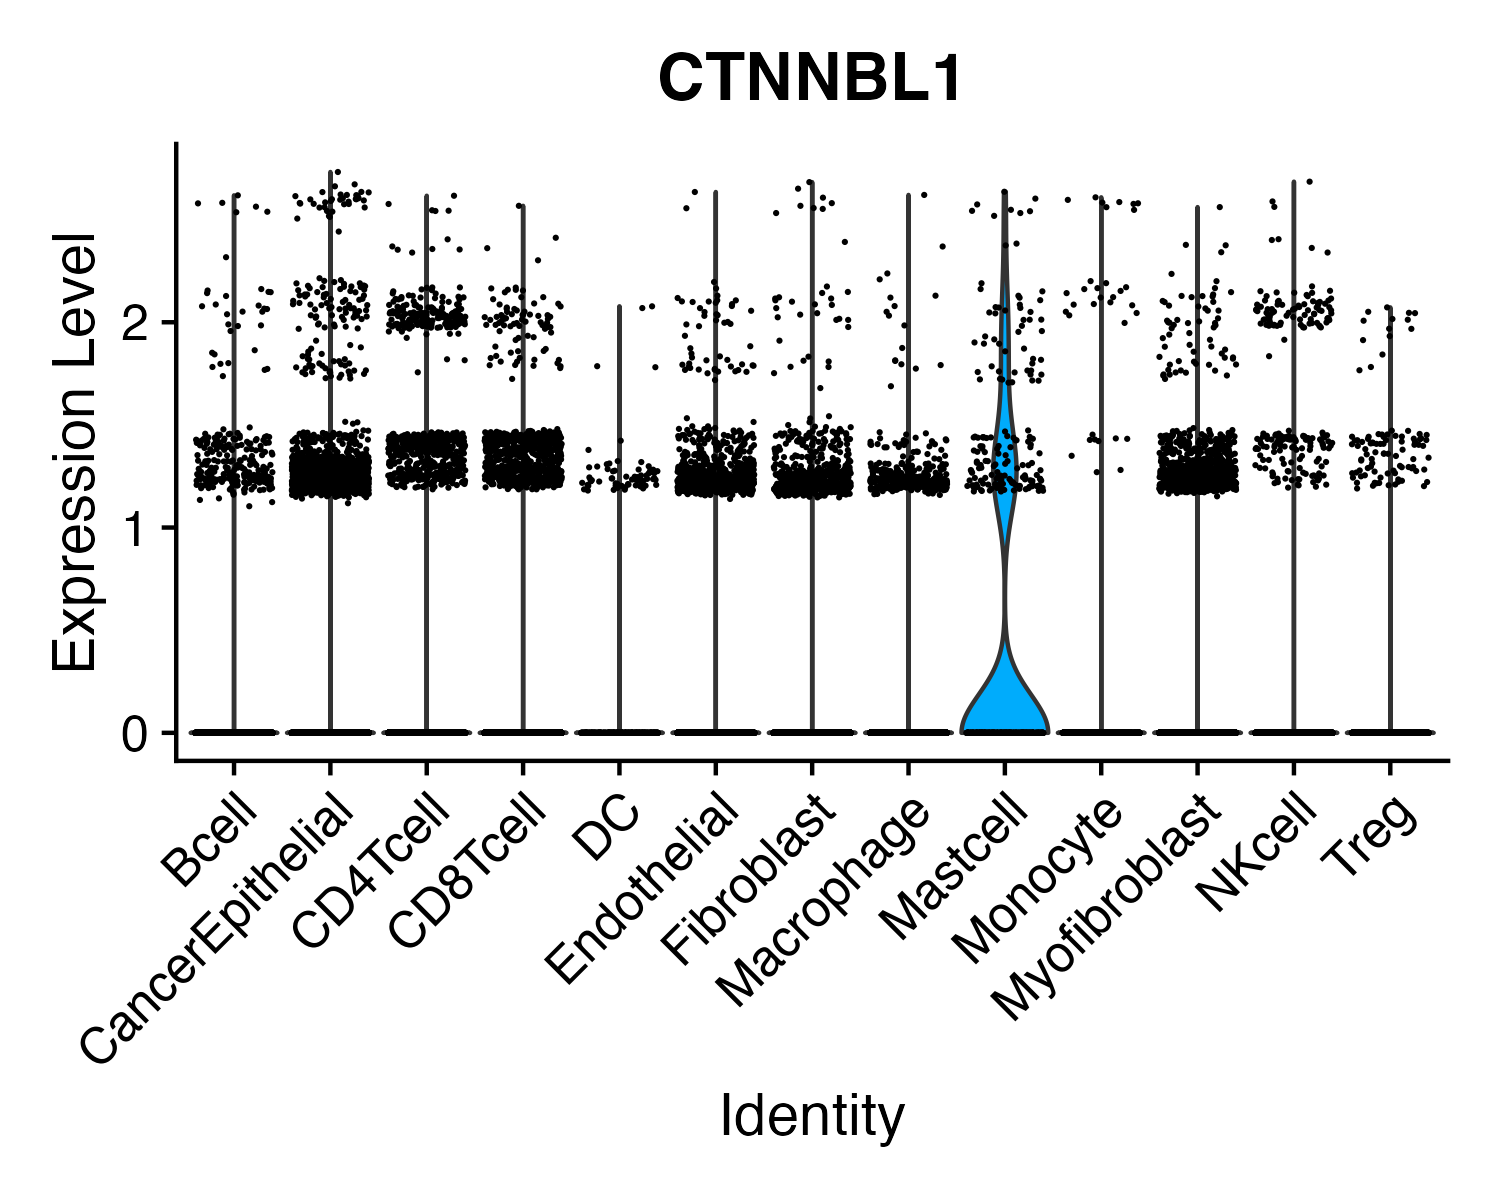 CTNNBL1
Expression Level
2
1
0
Bcell
CancerEpithelial
CD4Tcell
CD8Tcell
DC
Endothelial
Fibroblast
Macrophage
Mastcell
Monocyte
Myofibroblast
NKcell
Treg
Identity